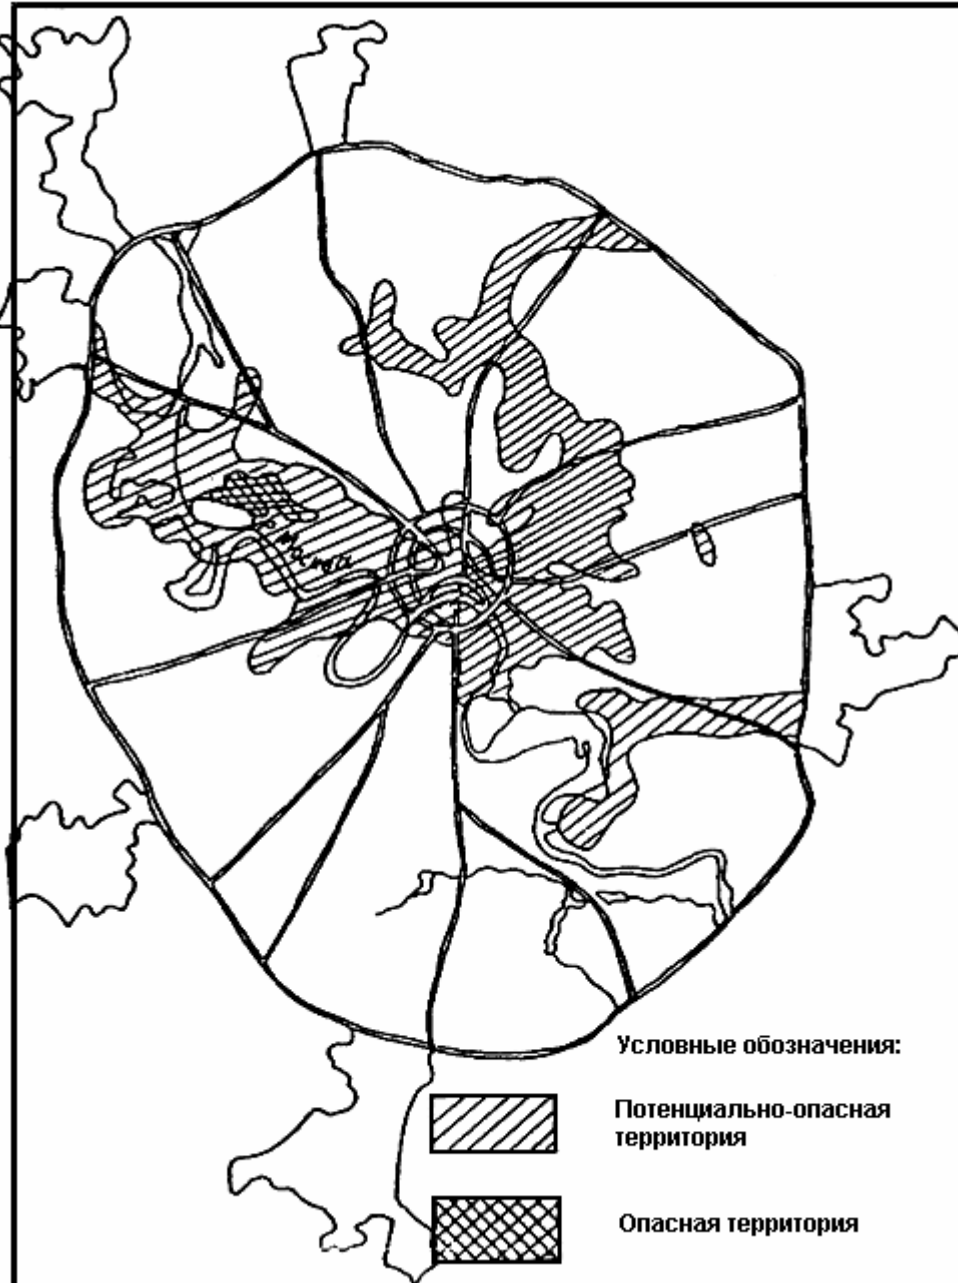 Условные обозначения:
Потенциально-опасная
территория
Опасная территория